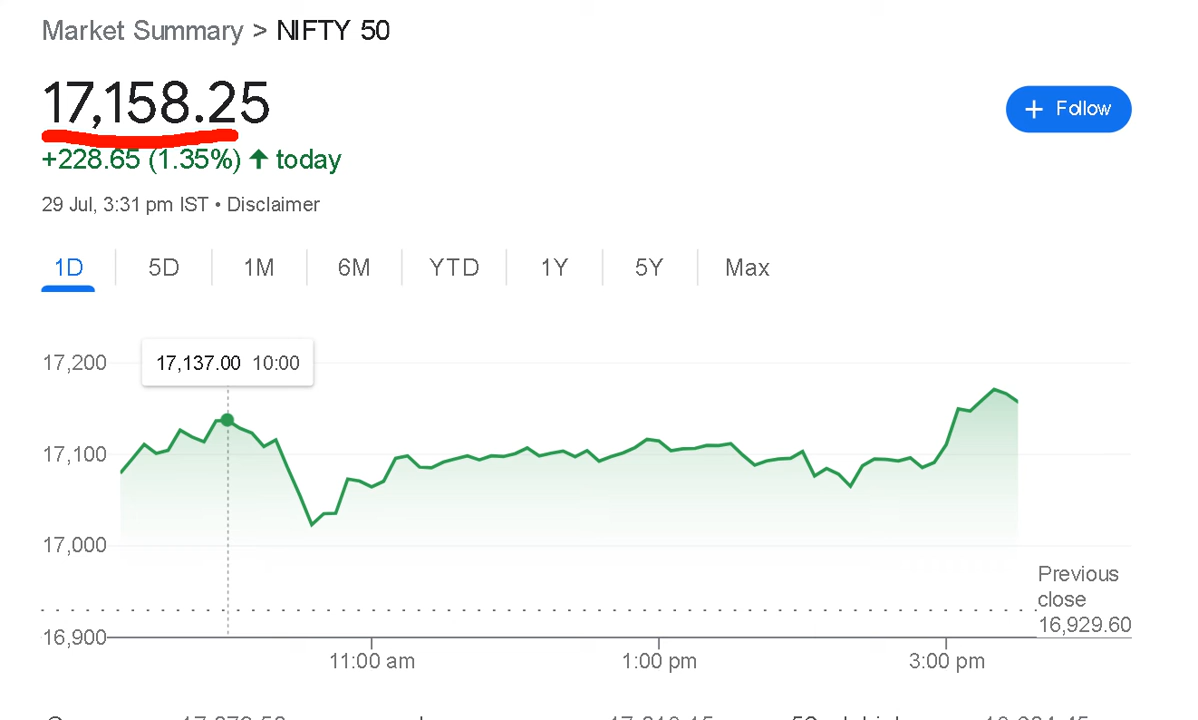 Market Summary > NIFTY 50
17,158.25
+ Follow
+228.65 (1.35%) ↑ today
29 Jul, 3:31 pm IST • Disclaimer
1D 5D 1M 6M YTD 1Y 5Y Max
17,200
17,137.00 10:00
17,100
17,000
Previous
close
16,929.60
16,900
11:00 am 1:00 pm 3:00 pm